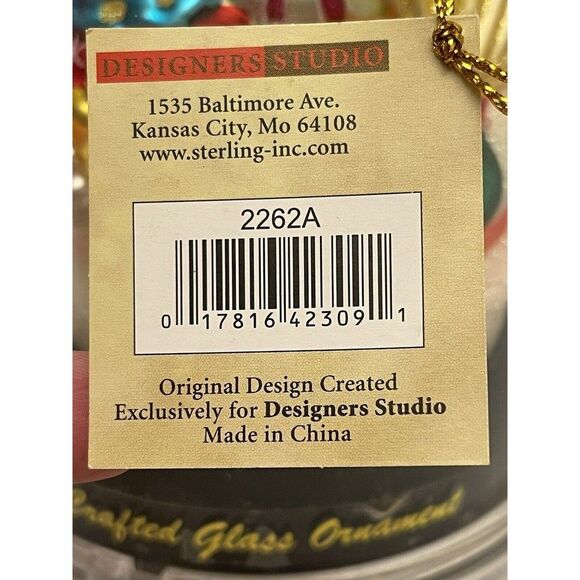 DESIGNERS STUDIO
1535 Baltimore Ave.
Kansas City, Mo 64108
www.sterling-inc.com
2262A
0 17816 42309 1
Original Design Created
Exclusively for Designers Studio
Made in China
Crafted Glass Ornament